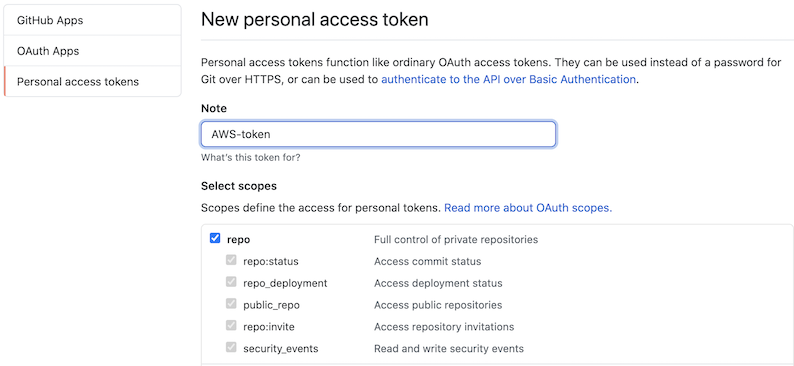 GitHub Apps
OAuth Apps
Personal access tokens
New personal access token
Personal access tokens function like ordinary OAuth access tokens. They can be used instead of a password for
Git over HTTPS, or can be used to authenticate to the API over Basic Authentication.
Note
AWS-token
What's this token for?
Select scopes
Scopes define the access for personal tokens. Read more about OAuth scopes.
repo Full control of private repositories
repo:status Access commit status
repo_deployment Access deployment status
public_repo Access public repositories
repo:invite Access repository invitations
security_events Read and write security events